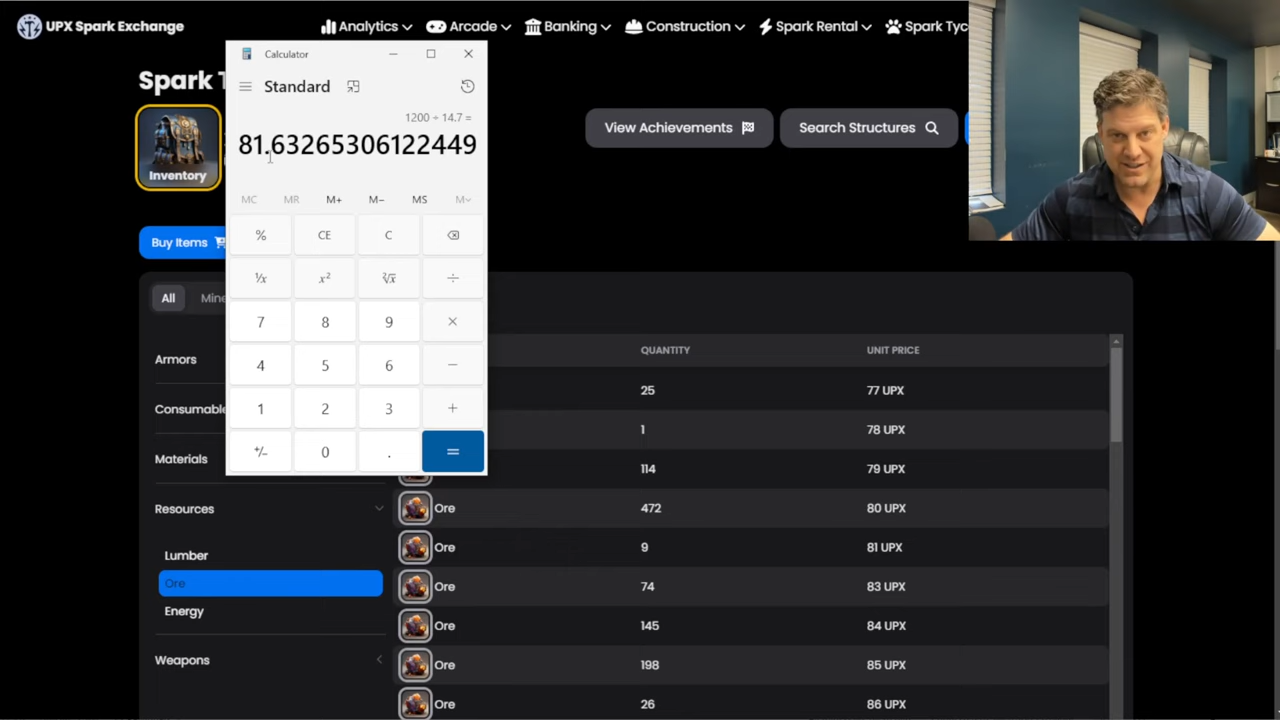 UPX Spark Exchange
Analytics
Arcade
Banking
Construction
Spark Rental
Spark Tyc
Spark T
Inventory
View Achievements
Search Structures
Buy Items
Calculator
Standard
1200 ÷ 14.7 =
81.63265306122449
MC MR M+ M− MS M
% CE C
¹/x x² ²√x ÷
7 8 9 ×
4 5 6 −
1 2 3 +
+/− 0 . =
All Mine
Armors
Consumabl
Materials
Resources
Lumber
Ore
Energy
Weapons
QUANTITY UNIT PRICE
25 77 UPX
1 78 UPX
114 79 UPX
Ore 472 80 UPX
Ore 9 81 UPX
Ore 74 83 UPX
Ore 145 84 UPX
Ore 198 85 UPX
Ore 26 86 UPX